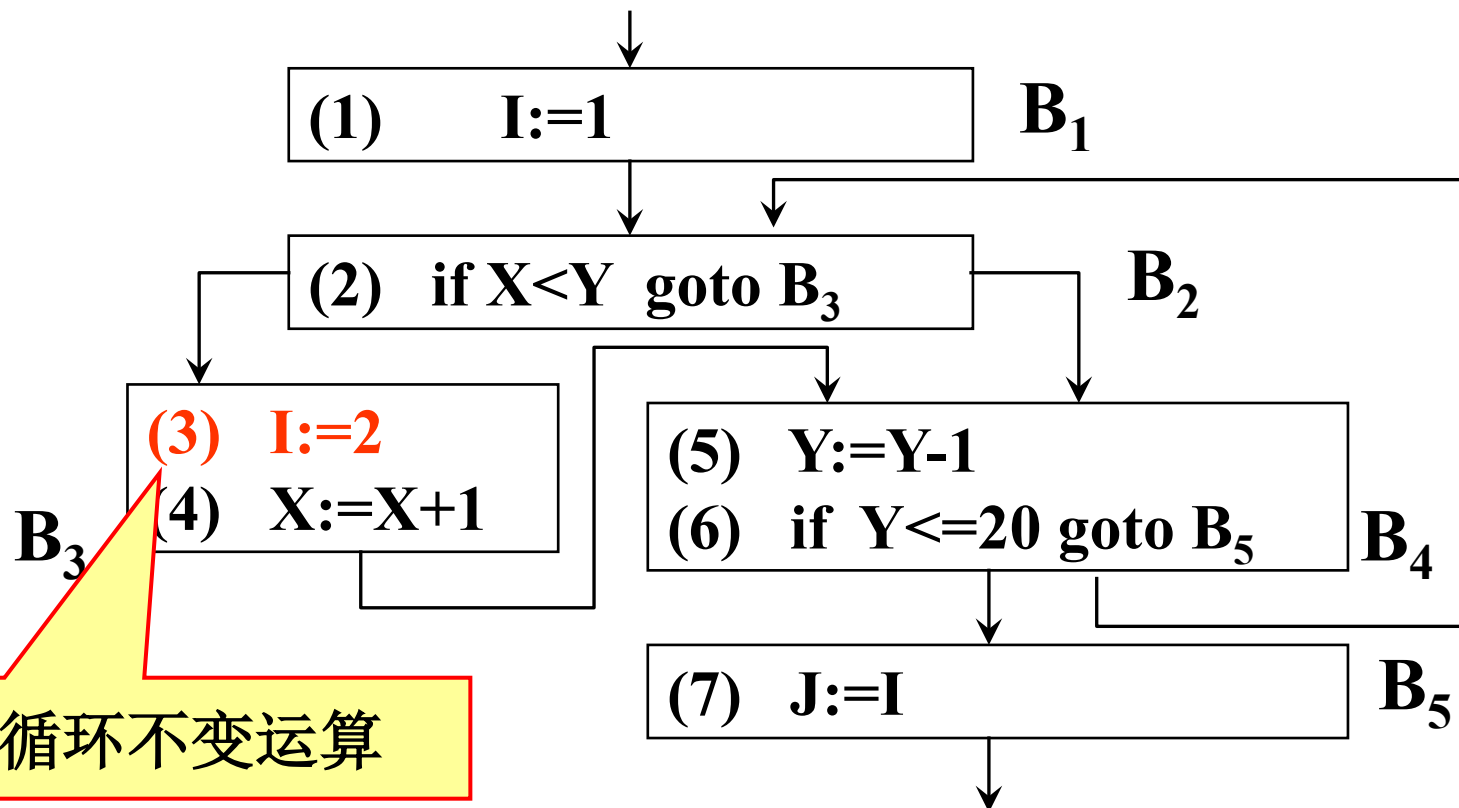 (1) I:=1
B₁
(2) if X<Y goto B₃
B₂
(3) I:=2
(4) X:=X+1
B₃
(5) Y:=Y-1
(6) if Y<=20 goto B₅
B₄
(7) J:=I
B₅
循环不变运算